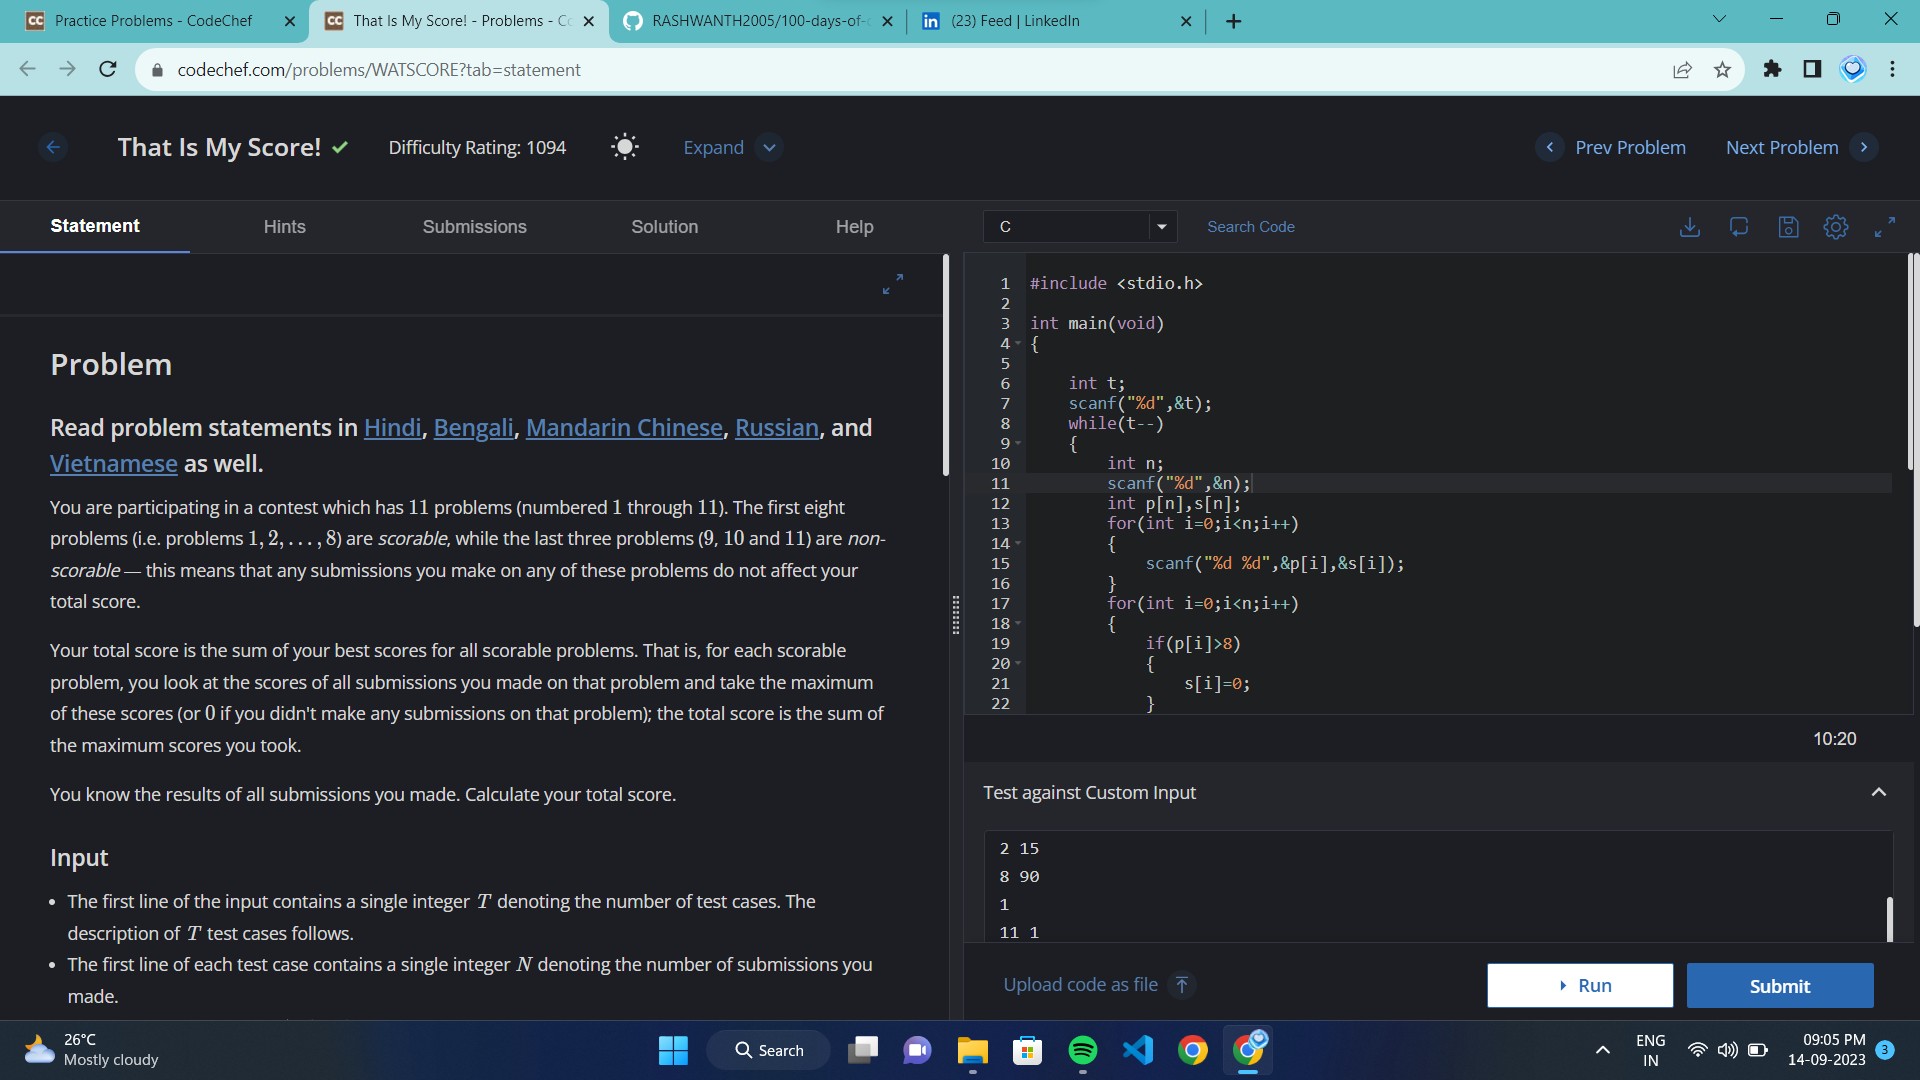 Practice Problems - CodeChef
That Is My Score! - Problems - Co
RASHWANTH2005/100-days-of-c
(23) Feed | LinkedIn
codechef.com/problems/WATSCORE?tab=statement
That Is My Score!
Difficulty Rating: 1094
Expand
Prev Problem
Next Problem
Statement
Hints
Submissions
Solution
Help
C
Search Code
Problem
Read problem statements in Hindi, Bengali, Mandarin Chinese, Russian, and
Vietnamese as well.
You are participating in a contest which has 11 problems (numbered 1 through 11). The first eight
problems (i.e. problems 1, 2, ..., 8) are scorable, while the last three problems (9, 10 and 11) are non-
scorable — this means that any submissions you make on any of these problems do not affect your
total score.
Your total score is the sum of your best scores for all scorable problems. That is, for each scorable
problem, you look at the scores of all submissions you made on that problem and take the maximum
of these scores (or 0 if you didn't make any submissions on that problem); the total score is the sum of
the maximum scores you took.
You know the results of all submissions you made. Calculate your total score.
Input
• The first line of the input contains a single integer T denoting the number of test cases. The
description of T test cases follows.
• The first line of each test case contains a single integer N denoting the number of submissions you
made.
1 #include <stdio.h>
2
3 int main(void)
4 {
5
6 int t;
7 scanf("%d",&t);
8 while(t--)
9 {
10 int n;
11 scanf("%d",&n);
12 int p[n],s[n];
13 for(int i=0;i<n;i++)
14 {
15 scanf("%d %d",&p[i],&s[i]);
16 }
17 for(int i=0;i<n;i++)
18 {
19 if(p[i]>8)
20 {
21 s[i]=0;
22 }
10:20
Test against Custom Input
2 15
8 90
1
11 1
Upload code as file
Run
Submit
26°C
Mostly cloudy
Search
ENG
IN
09:05 PM
14-09-2023
3